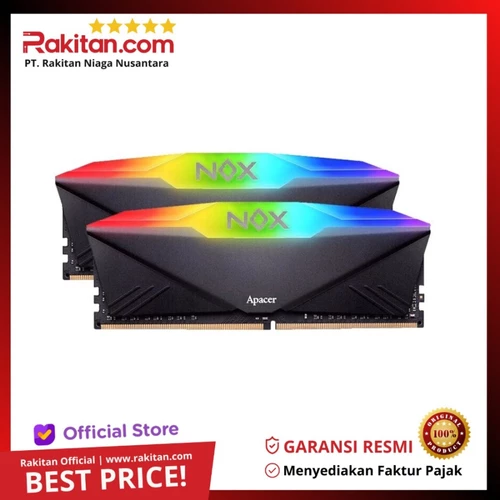 Rakitan.com
PT. Rakitan Niaga Nusantara
NOX
NOX
Apacer
Official Store
Rakitan Official | www.rakitan.com
BEST PRICE!
GARANSI RESMI
Menyediakan Faktur Pajak
ORIGINAL
100%